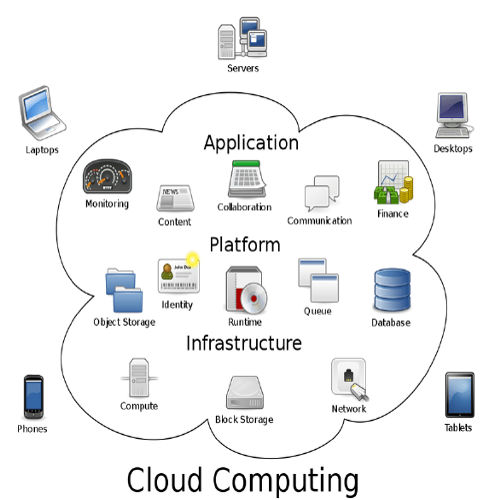 Servers
Laptops
Desktops
Application
Monitoring
NEWS
Content
Collaboration
Communication
Finance
Platform
Object Storage
John Doe
Identity
Runtime
Queue
Database
Infrastructure
Compute
Block Storage
Network
Phones
Tablets
Cloud Computing